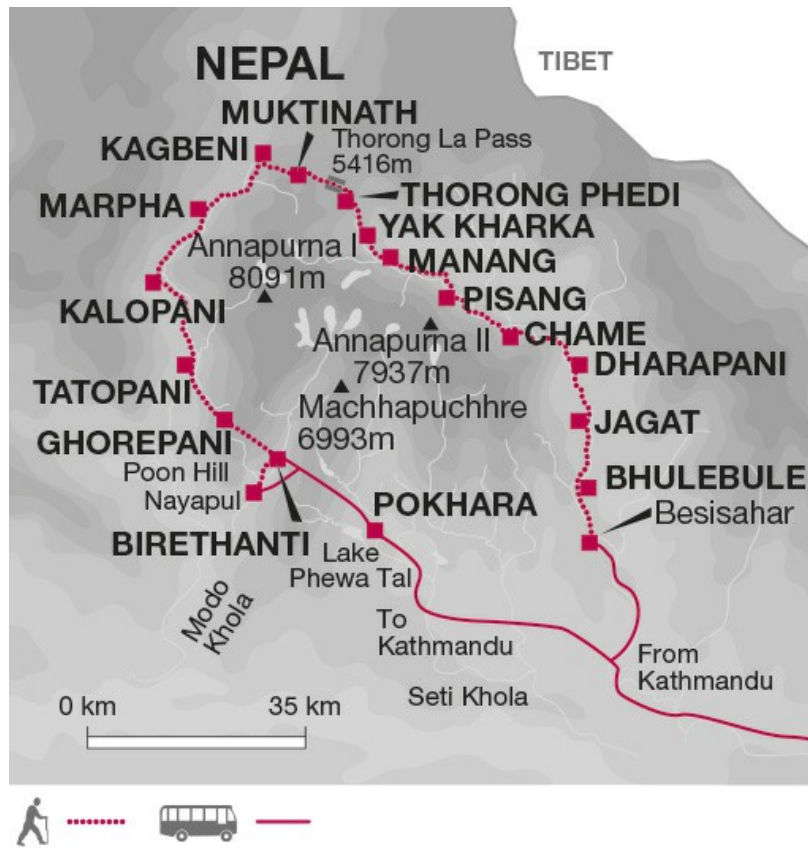 NEPAL
TIBET
MUKTINATH
Thorong La Pass
5416m
KAGBENI
THORONG PHEDI
MARPHA
YAK KHARKA
Annapurna I
8091m
MANANG
PISANG
KALOPANI
CHAME
Annapurna II
7937m
DHARAPANI
TATOPANI
Machhapuchhre
6993m
JAGAT
GHOREPANI
Poon Hill
Nayapul
BHULEBULE
POKHARA
Besisahar
BIRETHANTI
Lake
Phewa Tal
Modo
Khola
To
Kathmandu
From
Kathmandu
Seti Khola
0 km
35 km